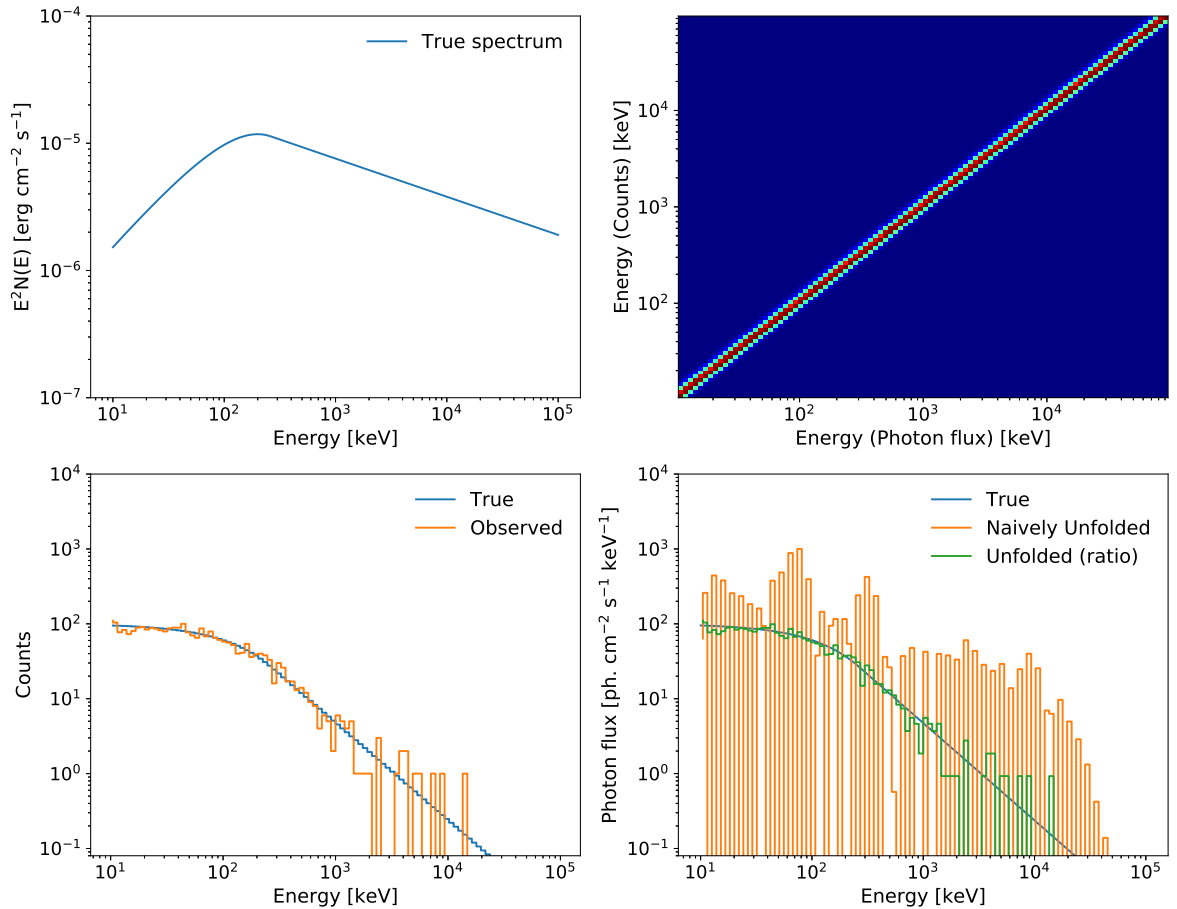 E²N(E) [erg cm⁻² s⁻¹]
10⁻⁴
10⁻⁵
10⁻⁶
10⁻⁷
True spectrum
10¹ 10² 10³ 10⁴ 10⁵
Energy [keV]
Energy (Counts) [keV]
10⁴
10³
10²
10² 10³ 10⁴
Energy (Photon flux) [keV]
Counts
10⁴
10³
10²
10¹
10⁰
10⁻¹
True
Observed
10¹ 10² 10³ 10⁴ 10⁵
Energy [keV]
Photon flux [ph. cm⁻² s⁻¹ keV⁻¹]
10⁴
10³
10²
10¹
10⁰
10⁻¹
True
Naively Unfolded
Unfolded (ratio)
10¹ 10² 10³ 10⁴ 10⁵
Energy [keV]